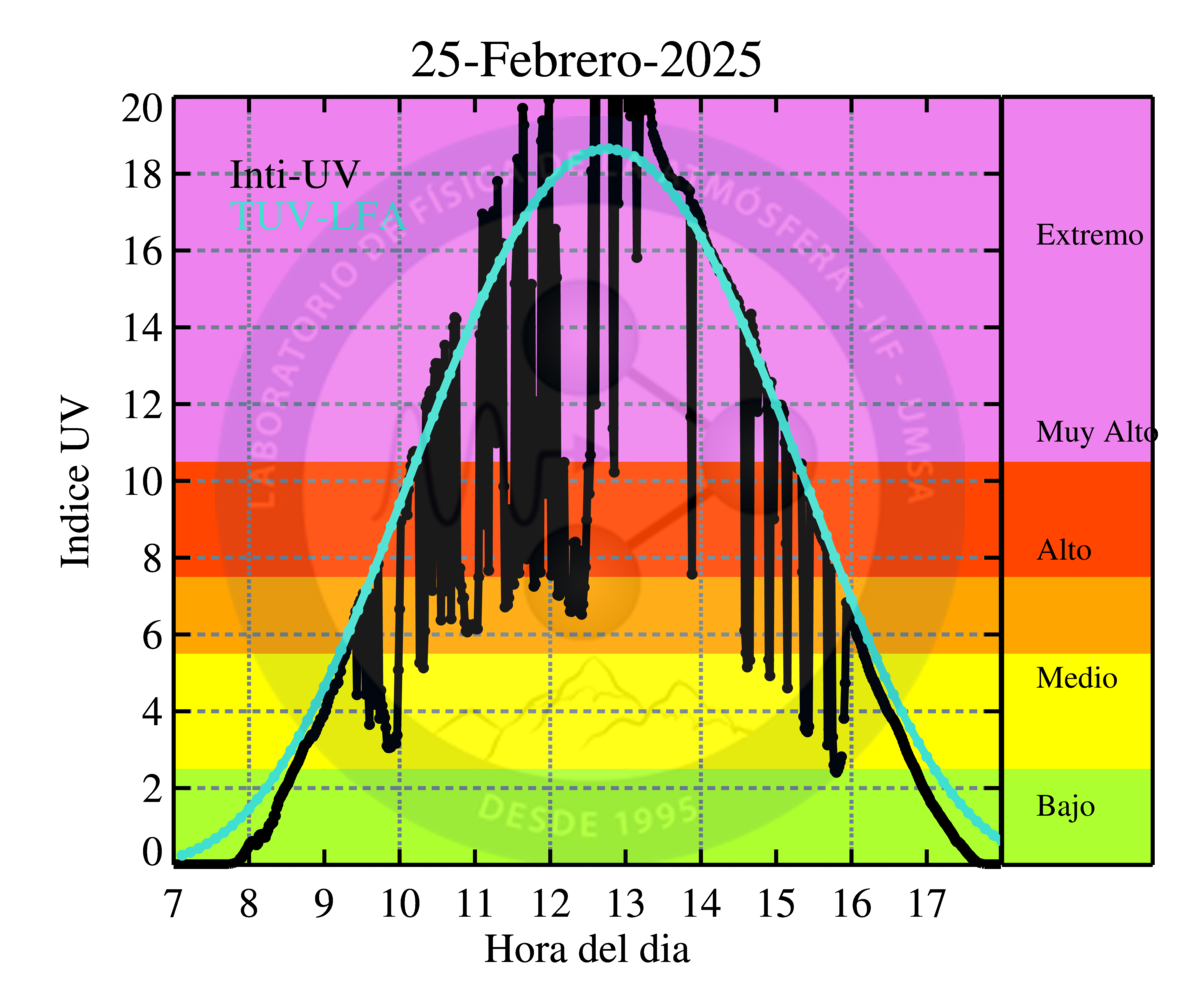 25-Febrero-2025
20
18
16
14
12
10
8
6
4
2
0
Indice UV
Inti-UV
TUV-LFA
LABORATORIO DE FÍSICA DE LA ATMÓSFERA - IIF - UMSA
DESDE 1995
Extremo
Muy Alto
Alto
Medio
Bajo
7 8 9 10 11 12 13 14 15 16 17
Hora del dia